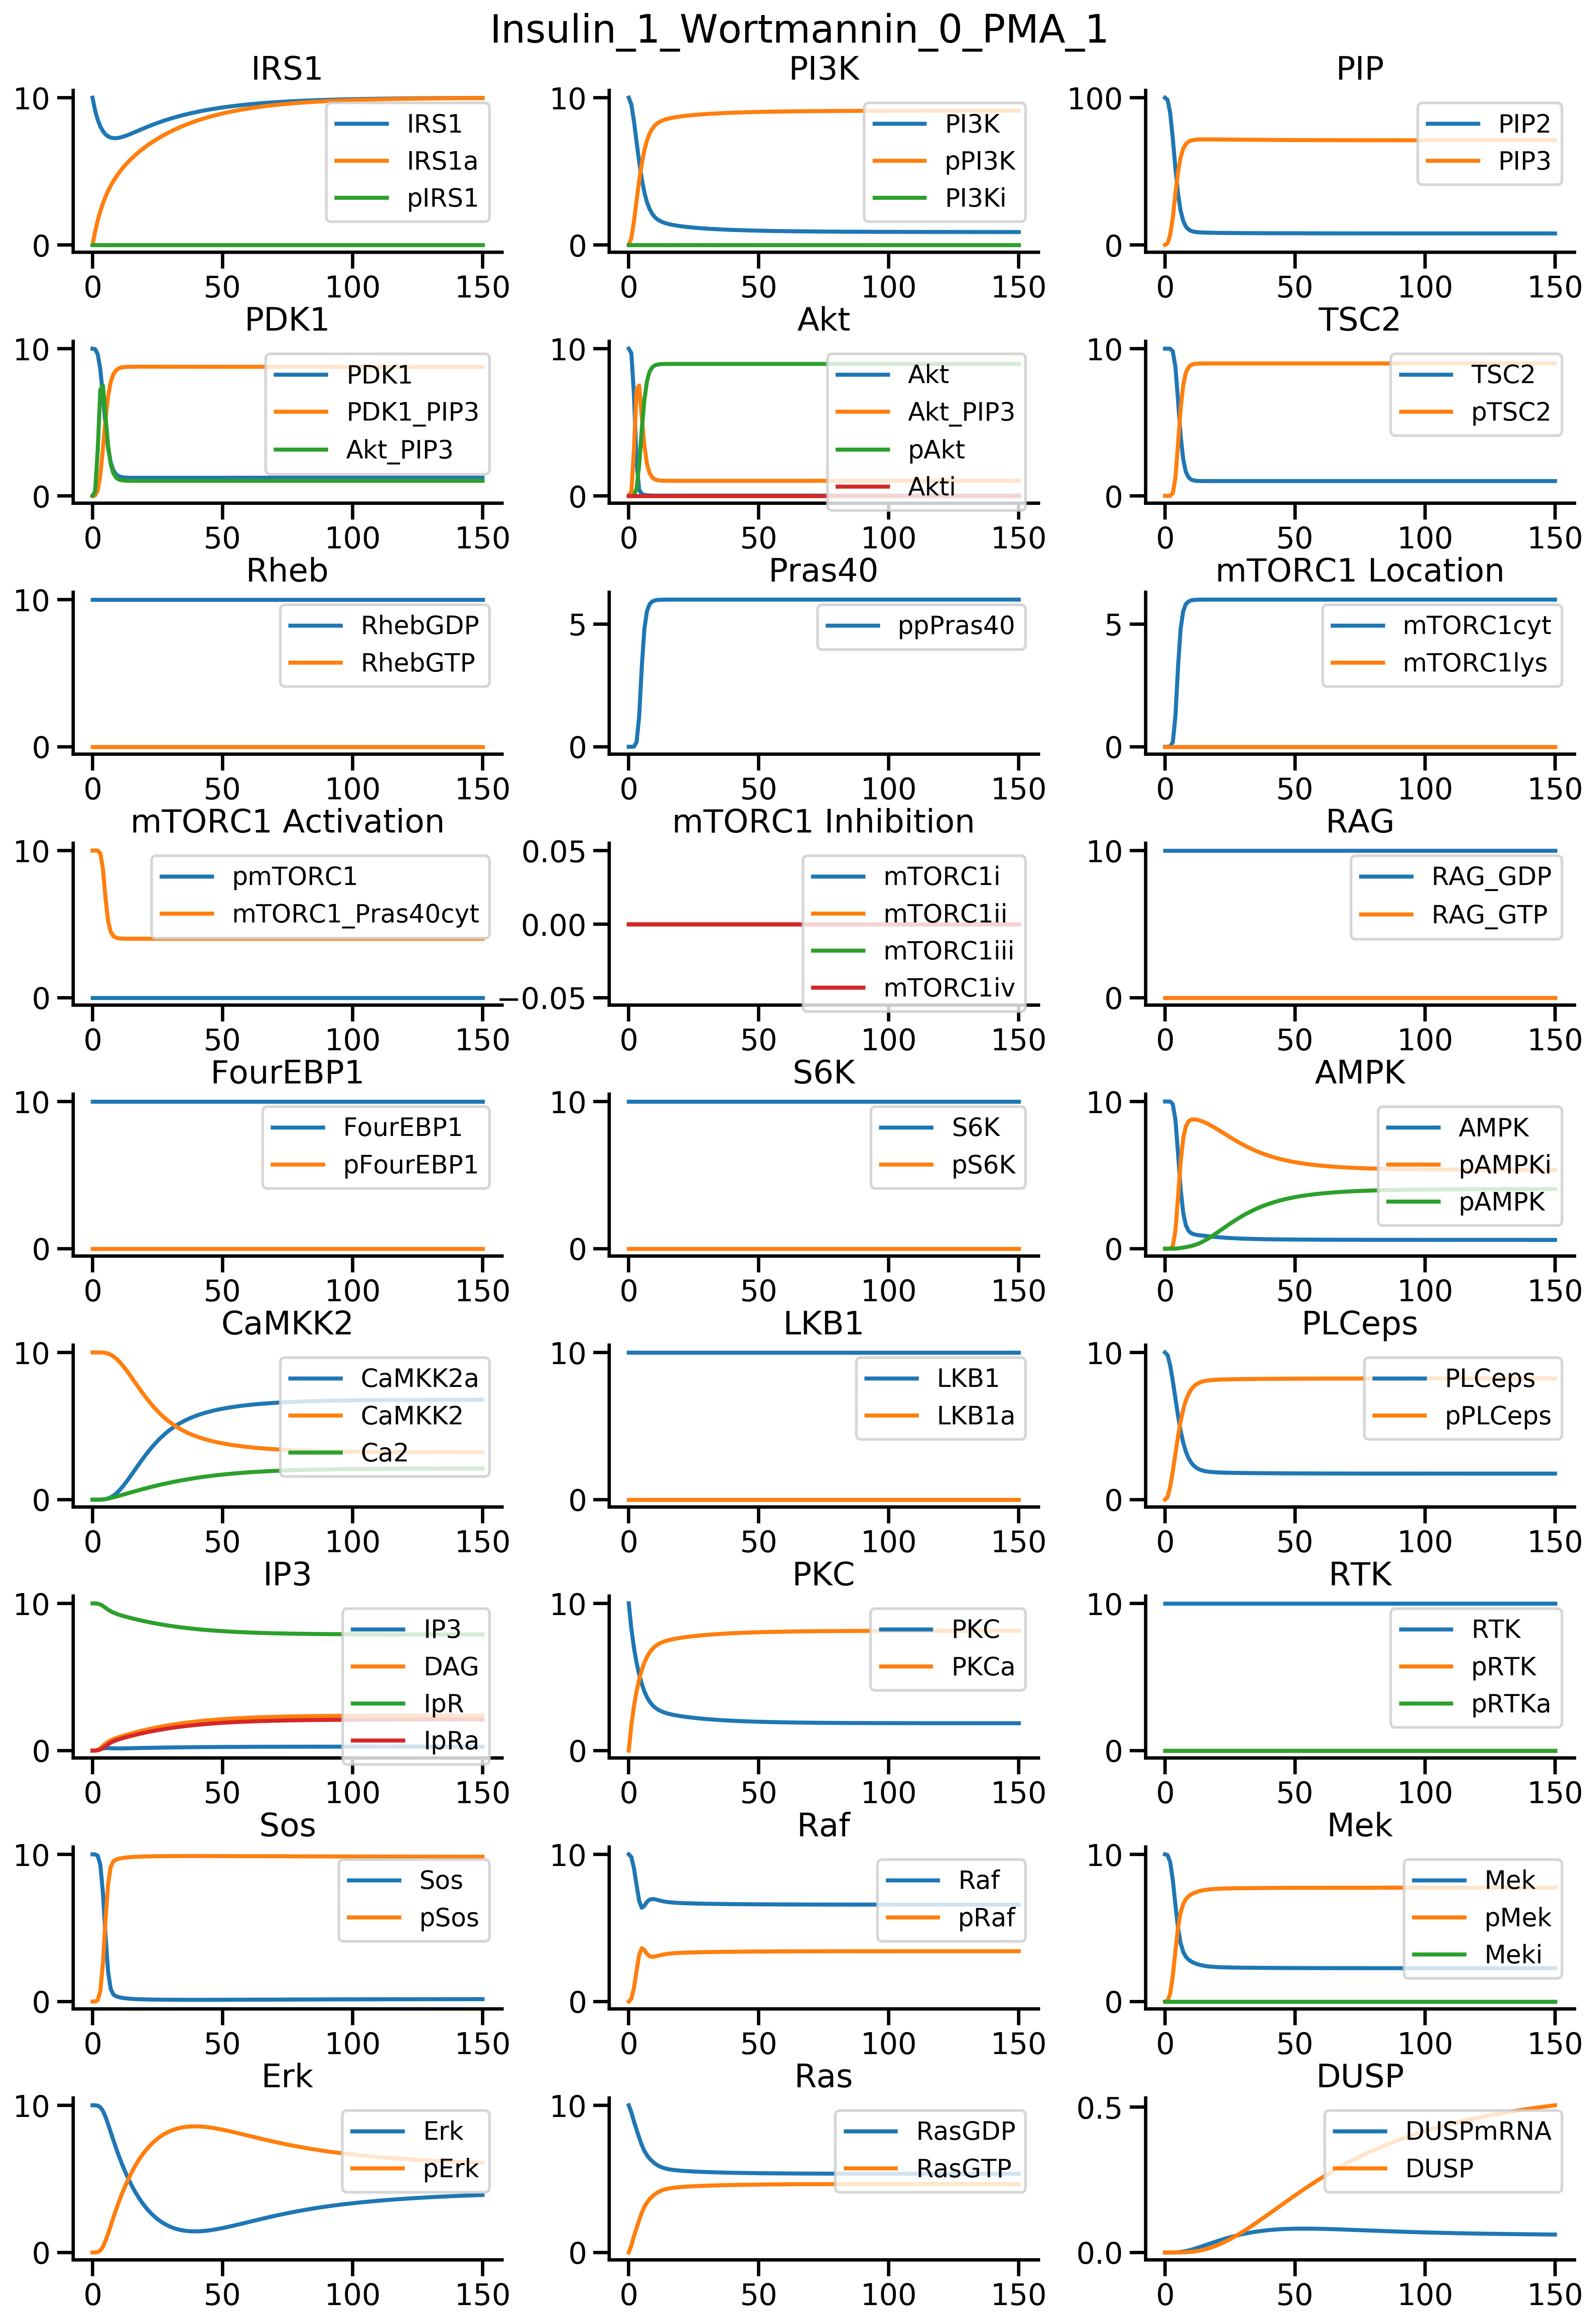 Insulin_1_Wortmannin_0_PMA_1
IRS1
PI3K
PIP
10
0
IRS1
IRS1a
pIRS1
0 50 100 150
10
0
PI3K
pPI3K
PI3Ki
0 50 100 150
100
0
PIP2
PIP3
0 50 100 150
PDK1
Akt
TSC2
10
0
PDK1
PDK1_PIP3
Akt_PIP3
0 50 100 150
10
0
Akt
Akt_PIP3
pAkt
Akti
0 50 100 150
10
0
TSC2
pTSC2
0 50 100 150
Rheb
Pras40
mTORC1 Location
10
0
RhebGDP
RhebGTP
0 50 100 150
5
0
ppPras40
0 50 100 150
5
0
mTORC1cyt
mTORC1lys
0 50 100 150
mTORC1 Activation
mTORC1 Inhibition
RAG
10
0
pmTORC1
mTORC1_Pras40cyt
0 50 100 150
0.05
0.00
−0.05
mTORC1i
mTORC1ii
mTORC1iii
mTORC1iv
0 50 100 150
10
0
RAG_GDP
RAG_GTP
0 50 100 150
FourEBP1
S6K
AMPK
10
0
FourEBP1
pFourEBP1
0 50 100 150
10
0
S6K
pS6K
0 50 100 150
10
0
AMPK
pAMPKi
pAMPK
0 50 100 150
CaMKK2
LKB1
PLCeps
10
0
CaMKK2a
CaMKK2
Ca2
0 50 100 150
10
0
LKB1
LKB1a
0 50 100 150
10
0
PLCeps
pPLCeps
0 50 100 150
IP3
PKC
RTK
10
0
IP3
DAG
IpR
IpRa
0 50 100 150
10
0
PKC
PKCa
0 50 100 150
10
0
RTK
pRTK
pRTKa
0 50 100 150
Sos
Raf
Mek
10
0
Sos
pSos
0 50 100 150
10
0
Raf
pRaf
0 50 100 150
10
0
Mek
pMek
Meki
0 50 100 150
Erk
Ras
DUSP
10
0
Erk
pErk
0 50 100 150
10
0
RasGDP
RasGTP
0 50 100 150
0.5
0.0
DUSPmRNA
DUSP
0 50 100 150